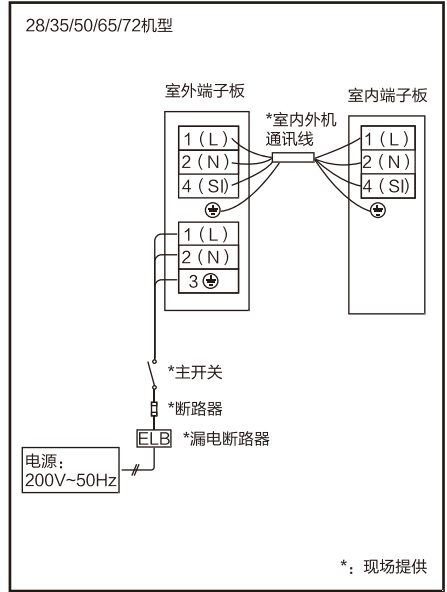 28/35/50/65/72机型
室外端子板
室内端子板
*室内外机
通讯线
1（L）
2（N）
4（SI）
1（L）
2（N）
4（SI）
1（L）
2（N）
3
*主开关
*断路器
ELB
*漏电断路器
电源：
200V~50Hz
*：现场提供